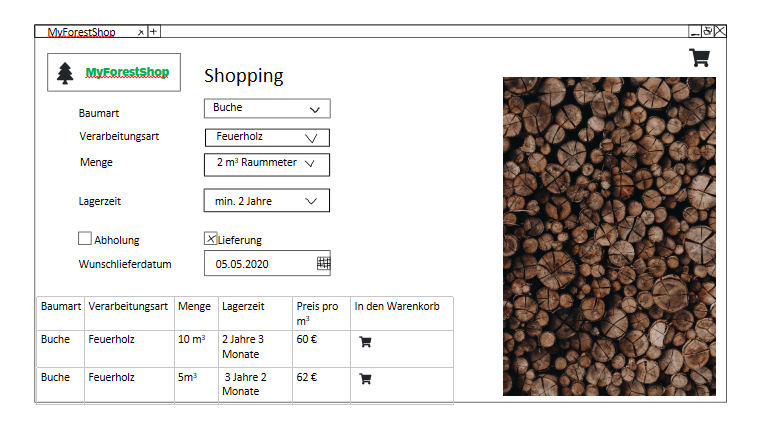 MyForestShop
MyForestShop
Shopping
Baumart Buche
Verarbeitungsart Feuerholz
Menge 2 m³ Raummeter
Lagerzeit min. 2 Jahre
Abholung Lieferung
Wunschlieferdatum 05.05.2020
Baumart Verarbeitungsart Menge Lagerzeit Preis pro m³ In den Warenkorb
Buche Feuerholz 10 m³ 2 Jahre 3 Monate 60 €
Buche Feuerholz 5m³ 3 Jahre 2 Monate 62 €